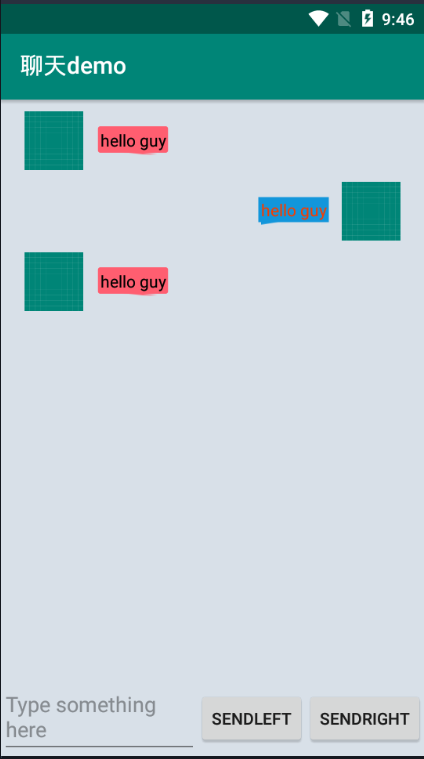 9:46
聊天demo
hello guy
hello guy
hello guy
Type something
here
SENDLEFT
SENDRIGHT